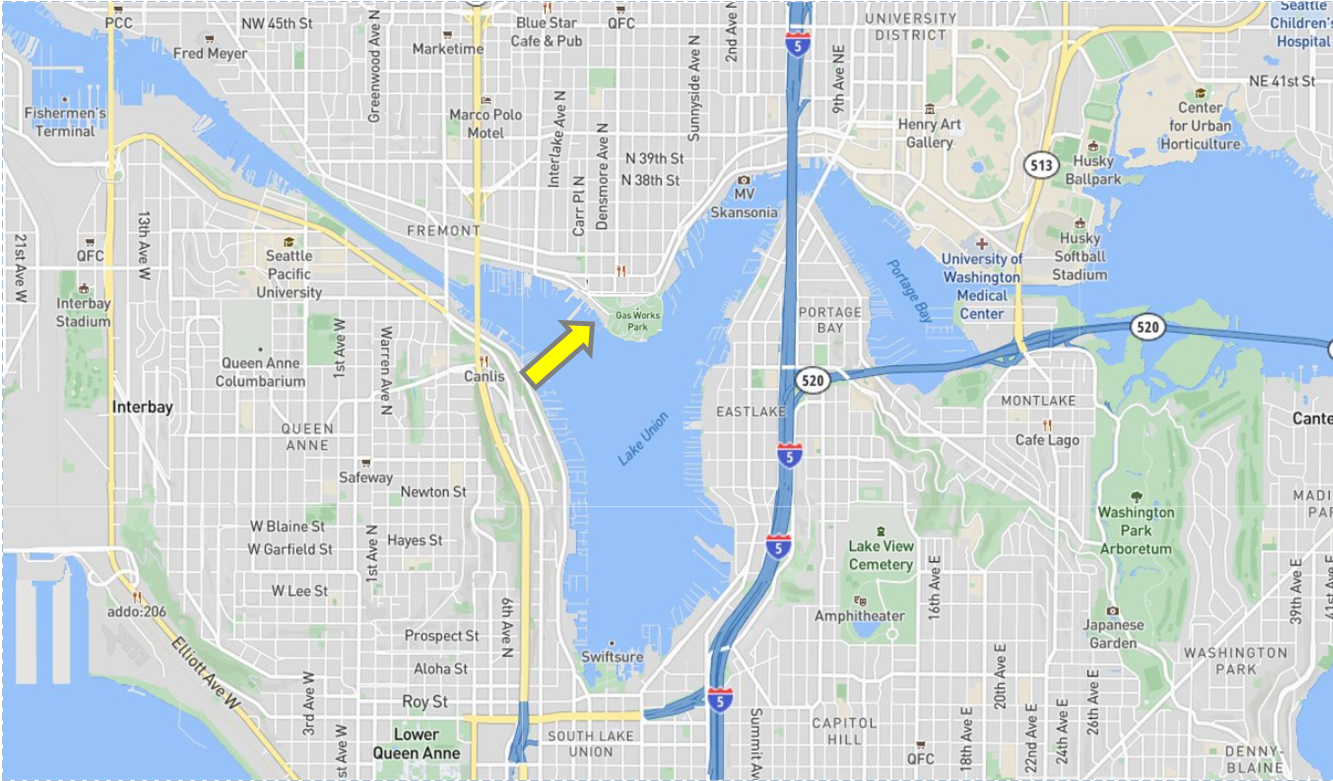 PCC
NW 45th St
Fred Meyer
Greenwood Ave N
Marketime
Blue Star
Cafe & Pub
QFC
2nd Ave N
5
UNIVERSITY
DISTRICT
Seattle
Children's
Hospital
Fishermen's
Terminal
Marco Polo
Motel
Interlake Ave N
Sunnyside Ave N
9th Ave NE
Henry Art
Gallery
NE 41st St
Center
for Urban
Horticulture
Carr Pl N
Densmore Ave N
N 39th St
N 38th St
MV
Skansonia
513
Husky
Ballpark
21st Ave W
13th Ave W
QFC
FREMONT
Seattle
Pacific
University
Husky
Softball
Stadium
University of
Washington
Medical
Center
Portage Bay
Interbay
Stadium
Gas Works
Park
PORTAGE
BAY
520
1st Ave W
Warren Ave N
Queen Anne
Columbarium
Canlis
520
Interbay
QUEEN
ANNE
Lake Union
EASTLAKE
MONTLAKE
Cafe Lago
5
Safeway
Newton St
W Blaine St
W Garfield St
Hayes St
1st Ave N
5
Lake View
Cemetery
Washington
Park
Arboretum
16th Ave E
39th Ave E
W Lee St
addo:206
6th Ave N
Amphitheater
Japanese
Garden
Prospect St
Elliott Ave W
Aloha St
Swiftsure
WASHINGTON
PARK
3rd Ave W
Roy St
5
20th Ave E
26th Ave E
Lower
Queen Anne
SOUTH LAKE
UNION
CAPITOL
HILL
QFC
18th Ave E
22nd Ave E
24th Ave E
DENNY-
BLAINE